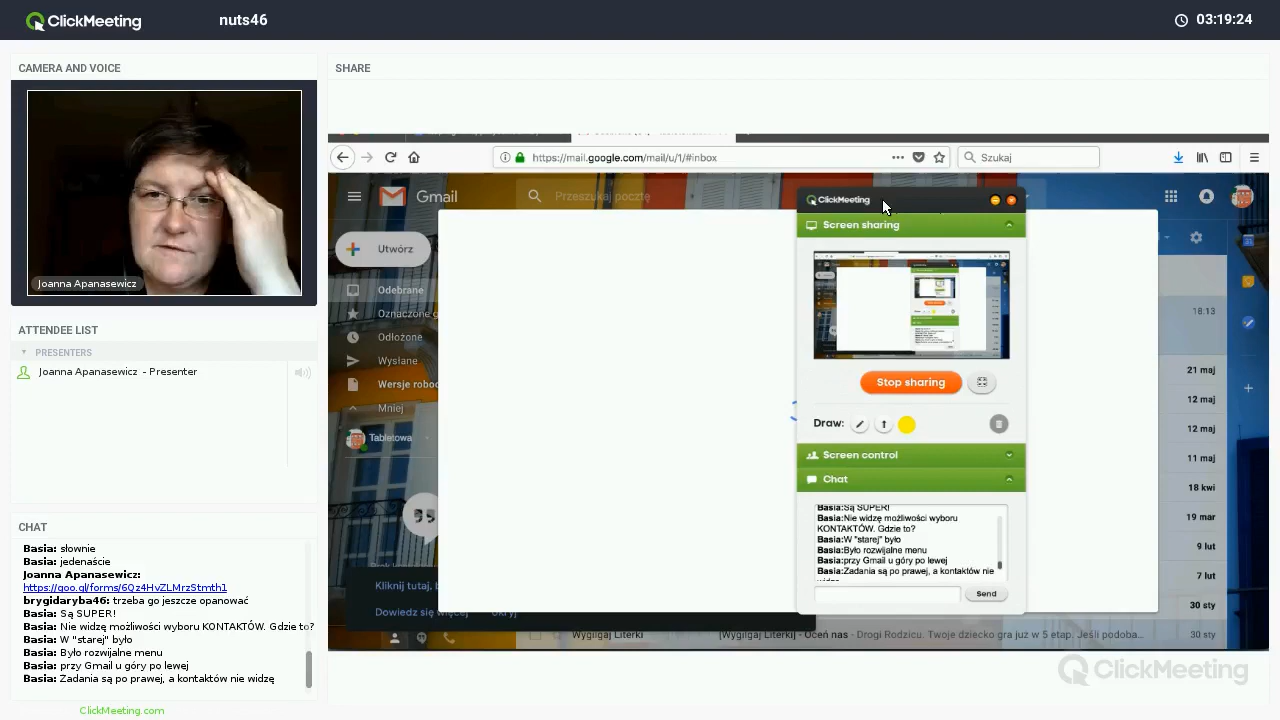 ClickMeeting
nuts46
03:19:24
CAMERA AND VOICE
Joanna Apanasewicz
ATTENDEE LIST
PRESENTERS
Joanna Apanasewicz - Presenter
CHAT
Basia: słownie
Basia: jedenaście
Joanna Apanasewicz:
https://goo.gl/forms/6Qz4HvZLMrzStmth1
brygidaryba46: trzeba go jeszcze opanować
Basia: Są SUPER!
Basia: Nie widzę możliwości wyboru KONTAKTÓW. Gdzie to?
Basia: W "starej" było
Basia: Było rozwijalne menu
Basia: przy Gmail u góry po lewej
Basia: Zadania są po prawej, a kontaktów nie widzę
ClickMeeting.com
SHARE
https://mail.google.com/mail/u/1/#inbox
Szukaj
Gmail
Przeszukaj pocztę
Utwórz
Odebrane
Oznaczone g
Odłożone
Wysłane
Wersje robo
Mniej
Tabletowa
Kliknij tutaj,
Dowiedz się więcej
ClickMeeting
Screen sharing
Stop sharing
Draw:
Screen control
Chat
Basia:Są SUPER!
Basia:Nie widzę możliwości wyboru
KONTAKTÓW. Gdzie to?
Basia:W "starej" było
Basia:Było rozwijalne menu
Basia:przy Gmail u góry po lewej
Basia:Zadania są po prawej, a kontaktów nie
Send
18:13
21 maj
12 maj
12 maj
11 maj
18 kwi
19 mar
9 lut
7 lut
30 sty
Wygilgaj Literki
[Wygilgaj Literki] - Oceń nas - Drogi Rodzicu. Twoje dziecko gra już w 5 etap. Jeśli podoba...
30 sty
ClickMeeting